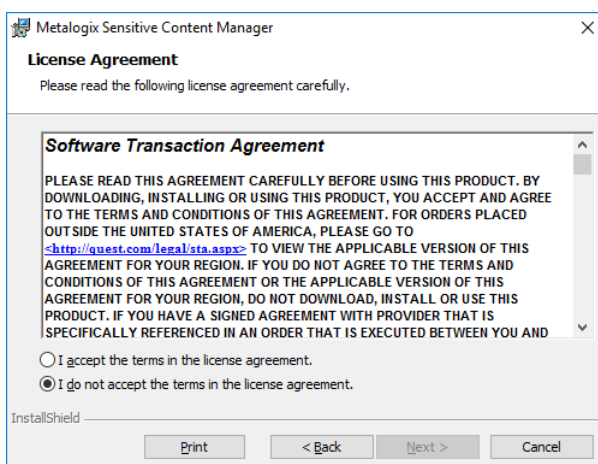 Metalogix Sensitive Content Manager
License Agreement
Please read the following license agreement carefully.
Software Transaction Agreement
PLEASE READ THIS AGREEMENT CAREFULLY BEFORE USING THIS PRODUCT. BY
DOWNLOADING, INSTALLING OR USING THIS PRODUCT, YOU ACCEPT AND AGREE
TO THE TERMS AND CONDITIONS OF THIS AGREEMENT. FOR ORDERS PLACED
OUTSIDE THE UNITED STATES OF AMERICA, PLEASE GO TO
<http://quest.com/legal/sta.aspx> TO VIEW THE APPLICABLE VERSION OF THIS
AGREEMENT FOR YOUR REGION. IF YOU DO NOT AGREE TO THE TERMS AND
CONDITIONS OF THIS AGREEMENT OR THE APPLICABLE VERSION OF THIS
AGREEMENT FOR YOUR REGION, DO NOT DOWNLOAD, INSTALL OR USE THIS
PRODUCT. IF YOU HAVE A SIGNED AGREEMENT WITH PROVIDER THAT IS
SPECIFICALLY REFERENCED IN AN ORDER THAT IS EXECUTED BETWEEN YOU AND
I accept the terms in the license agreement.
I do not accept the terms in the license agreement.
InstallShield
Print
< Back
Next >
Cancel